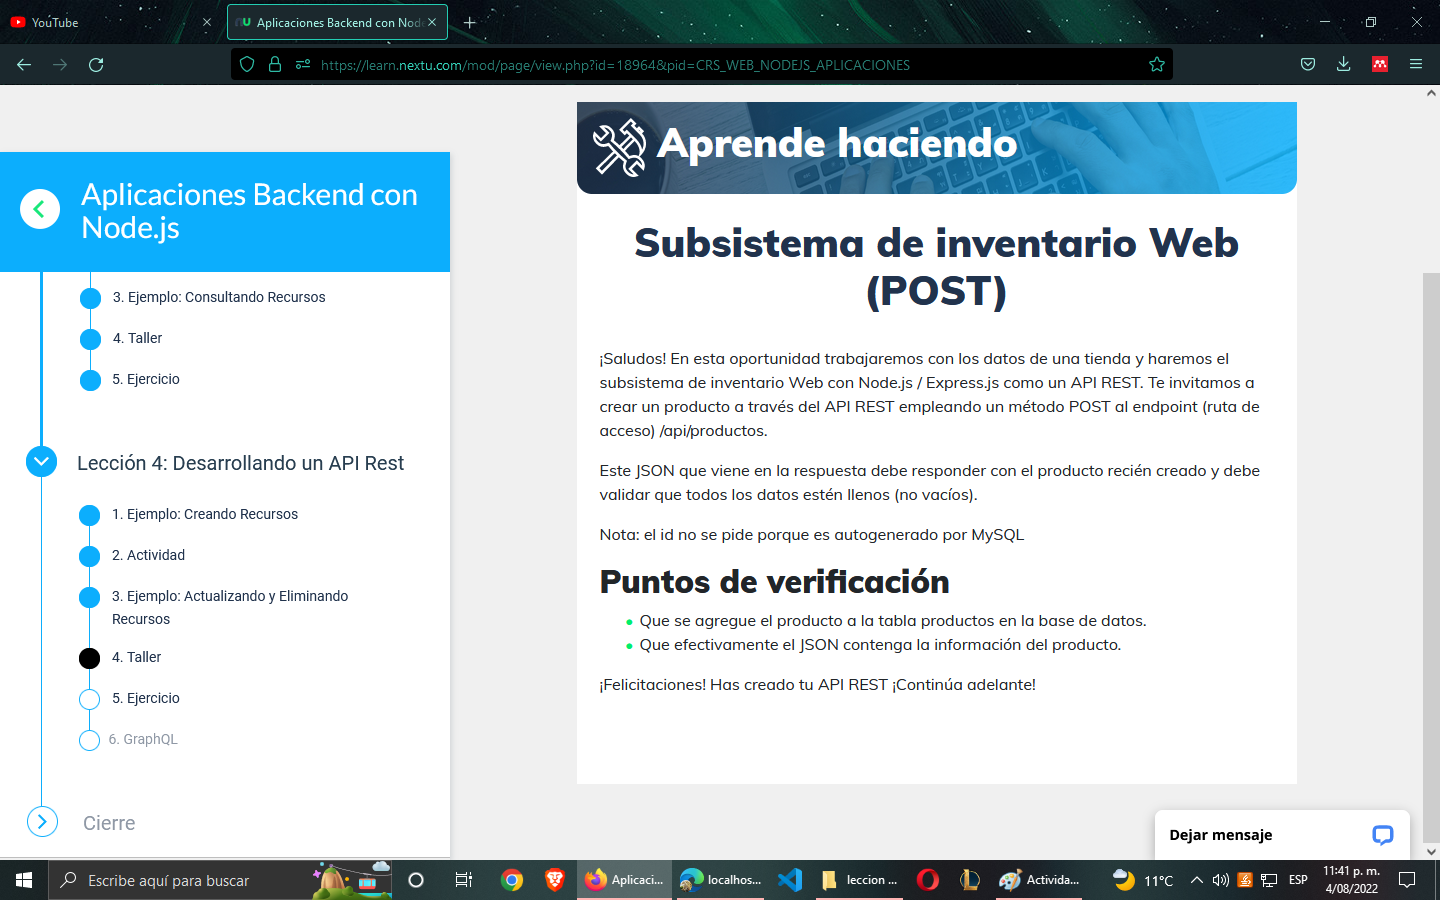 YouTube
Aplicaciones Backend con Node
https://learn.nextu.com/mod/page/view.php?id=18964&pid=CRS_WEB_NODEJS_APLICACIONES
Aplicaciones Backend con
Node.js
3. Ejemplo: Consultando Recursos
4. Taller
5. Ejercicio
Lección 4: Desarrollando un API Rest
1. Ejemplo: Creando Recursos
2. Actividad
3. Ejemplo: Actualizando y Eliminando
Recursos
4. Taller
5. Ejercicio
6. GraphQL
Cierre
Aprende haciendo
Subsistema de inventario Web
(POST)
¡Saludos! En esta oportunidad trabajaremos con los datos de una tienda y haremos el
subsistema de inventario Web con Node.js / Express.js como un API REST. Te invitamos a
crear un producto a través del API REST empleando un método POST al endpoint (ruta de
acceso) /api/productos.
Este JSON que viene en la respuesta debe responder con el producto recién creado y debe
validar que todos los datos estén llenos (no vacíos).
Nota: el id no se pide porque es autogenerado por MySQL
Puntos de verificación
Que se agregue el producto a la tabla productos en la base de datos.
Que efectivamente el JSON contenga la información del producto.
¡Felicitaciones! Has creado tu API REST ¡Continúa adelante!
Dejar mensaje
Escribe aquí para buscar
Aplicaci...
localhos...
leccion ...
Activida...
11°C
ESP
11:41 p. m.
4/08/2022